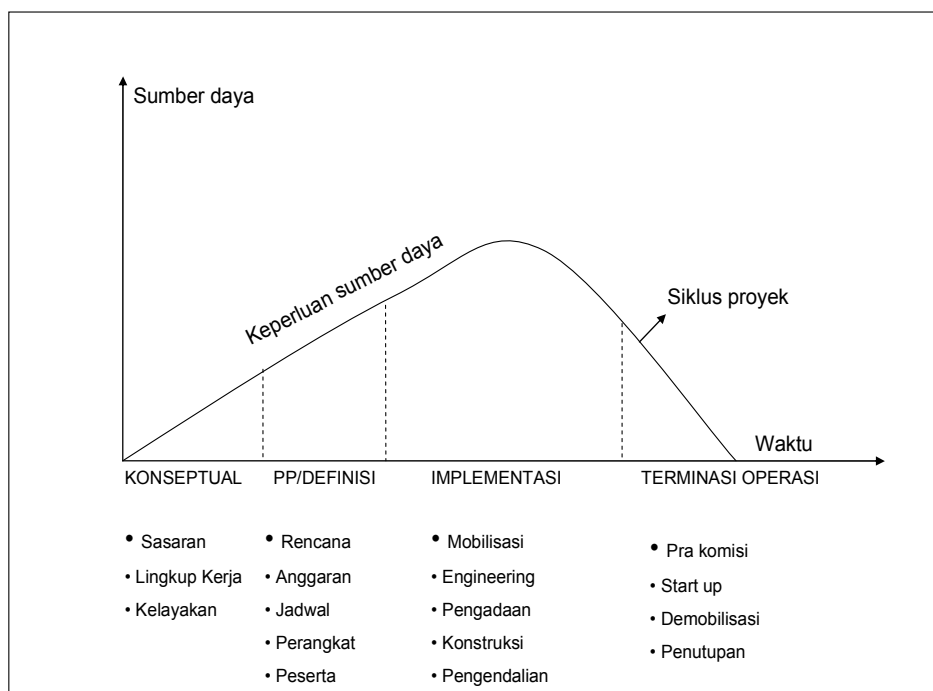 Sumber daya
Keperluan sumber daya
Siklus proyek
Waktu
KONSEPTUAL
PP/DEFINISI
IMPLEMENTASI
TERMINASI OPERASI
• Sasaran
• Lingkup Kerja
• Kelayakan
• Rencana
• Anggaran
• Jadwal
• Perangkat
• Peserta
• Mobilisasi
• Engineering
• Pengadaan
• Konstruksi
• Pengendalian
• Pra komisi
• Start up
• Demobilisasi
• Penutupan